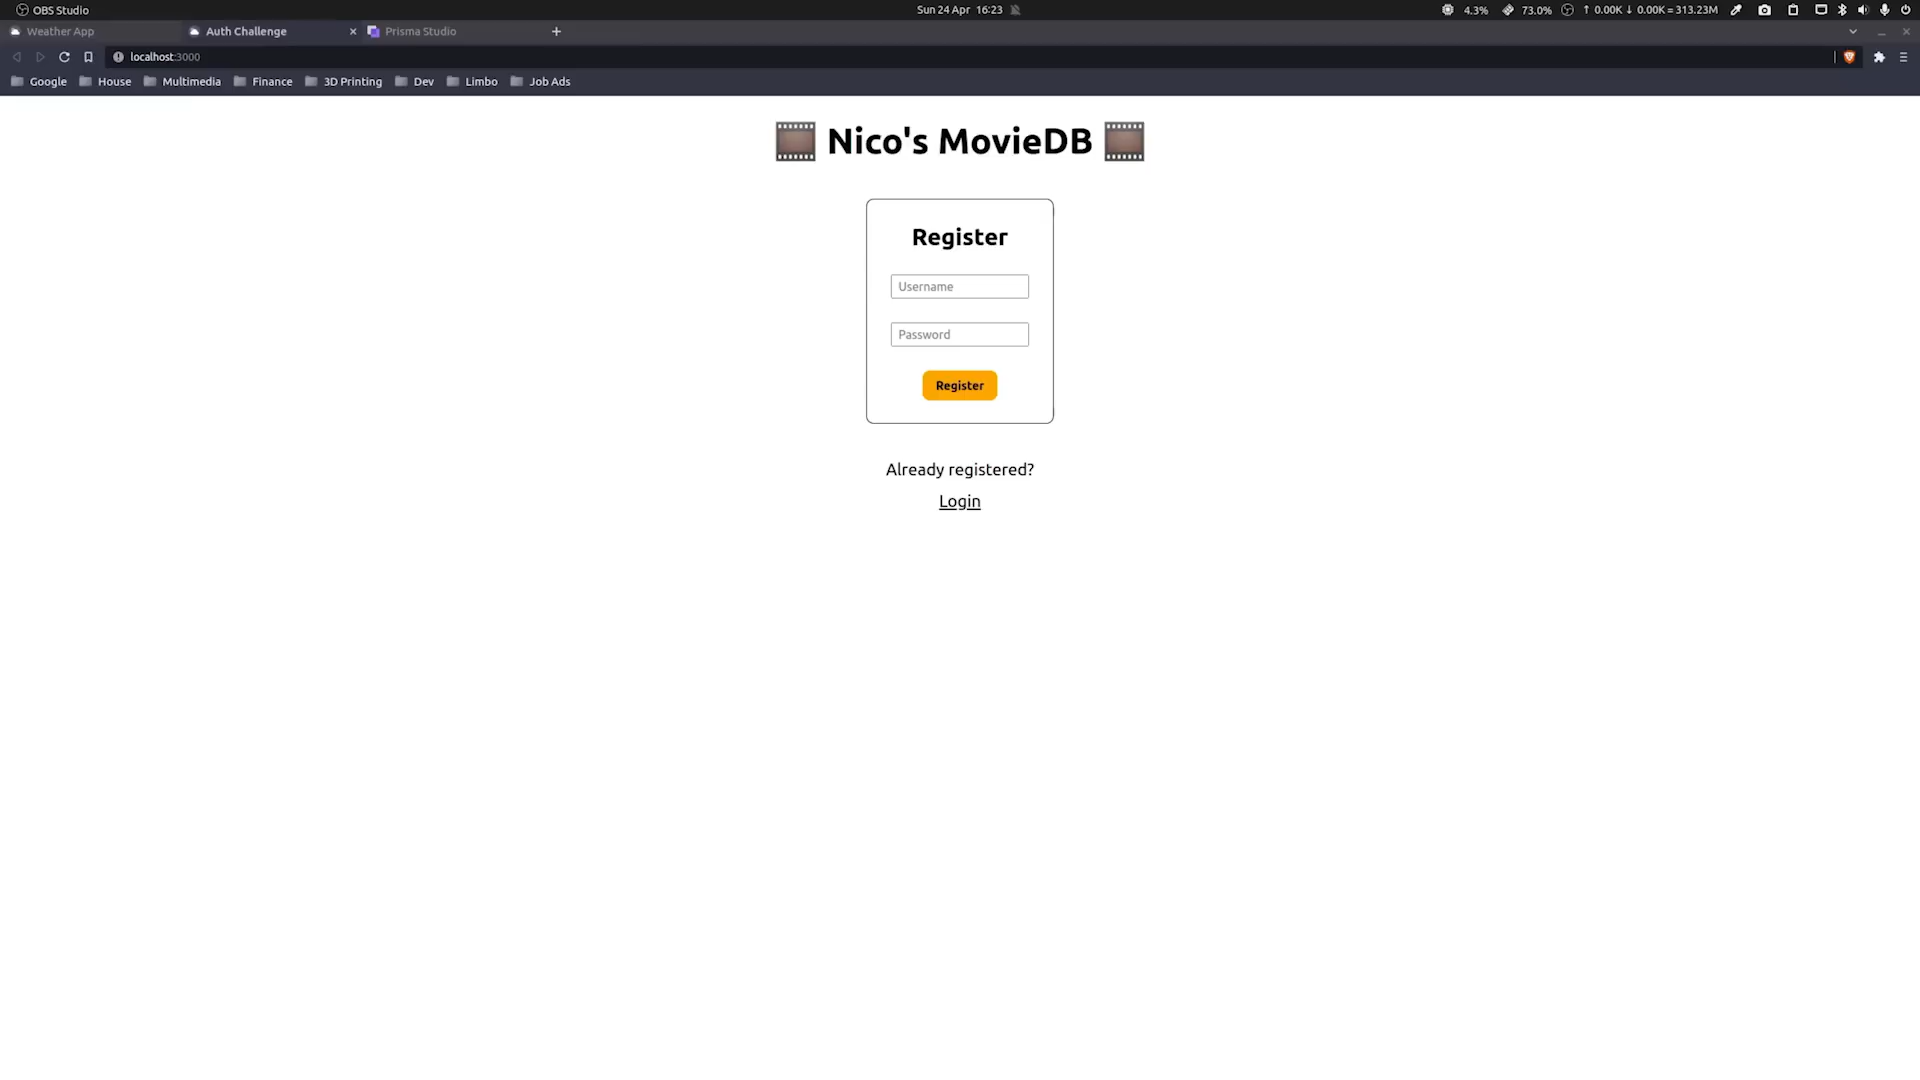 OBS Studio
Sun 24 Apr 16:23
4.3% 73.0% ↑ 0.00K ↓ 0.00K = 313.23M
Weather App
Auth Challenge
Prisma Studio
localhost:3000
Google House Multimedia Finance 3D Printing Dev Limbo Job Ads
Nico's MovieDB
Register
Username
Password
Register
Already registered?
Login